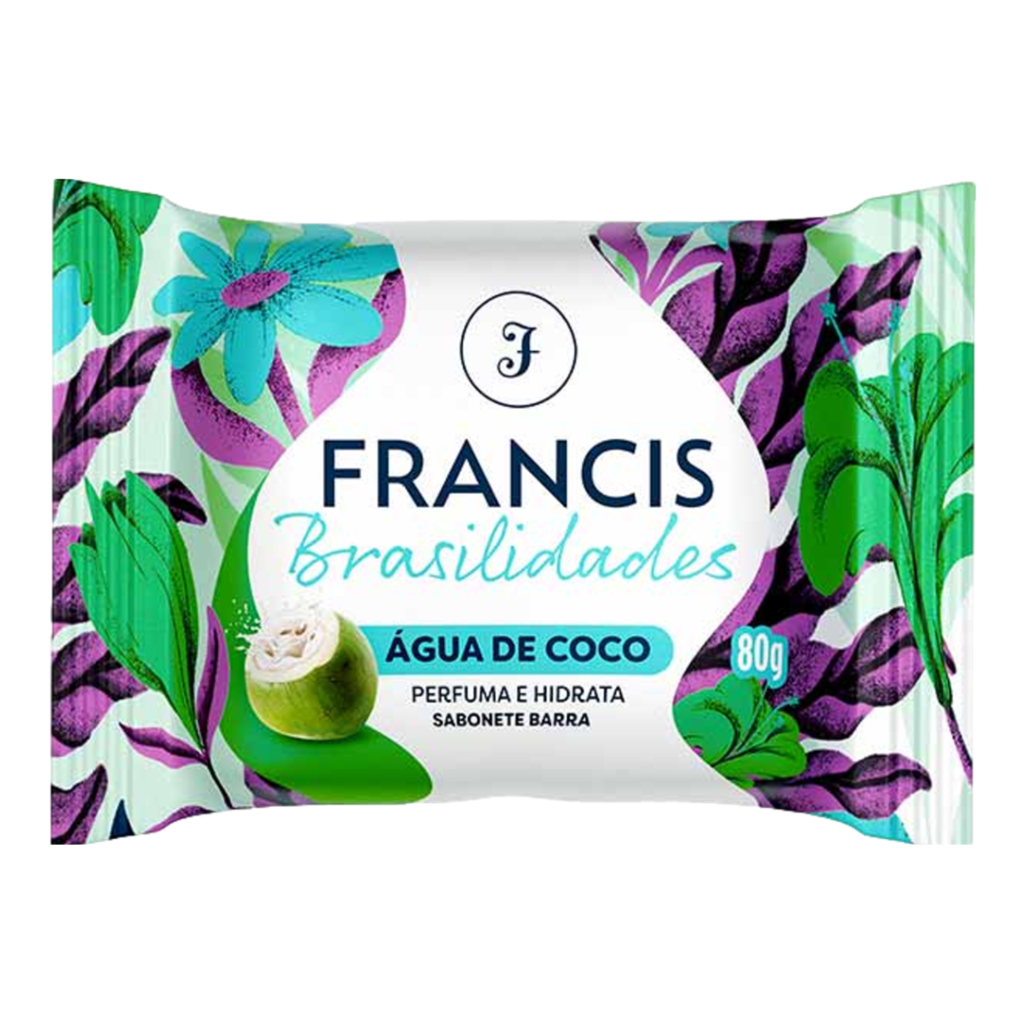 F
FRANCIS
Brasilidades
ÁGUA DE COCO
80g
PERFUMA E HIDRATA
SABONETE BARRA